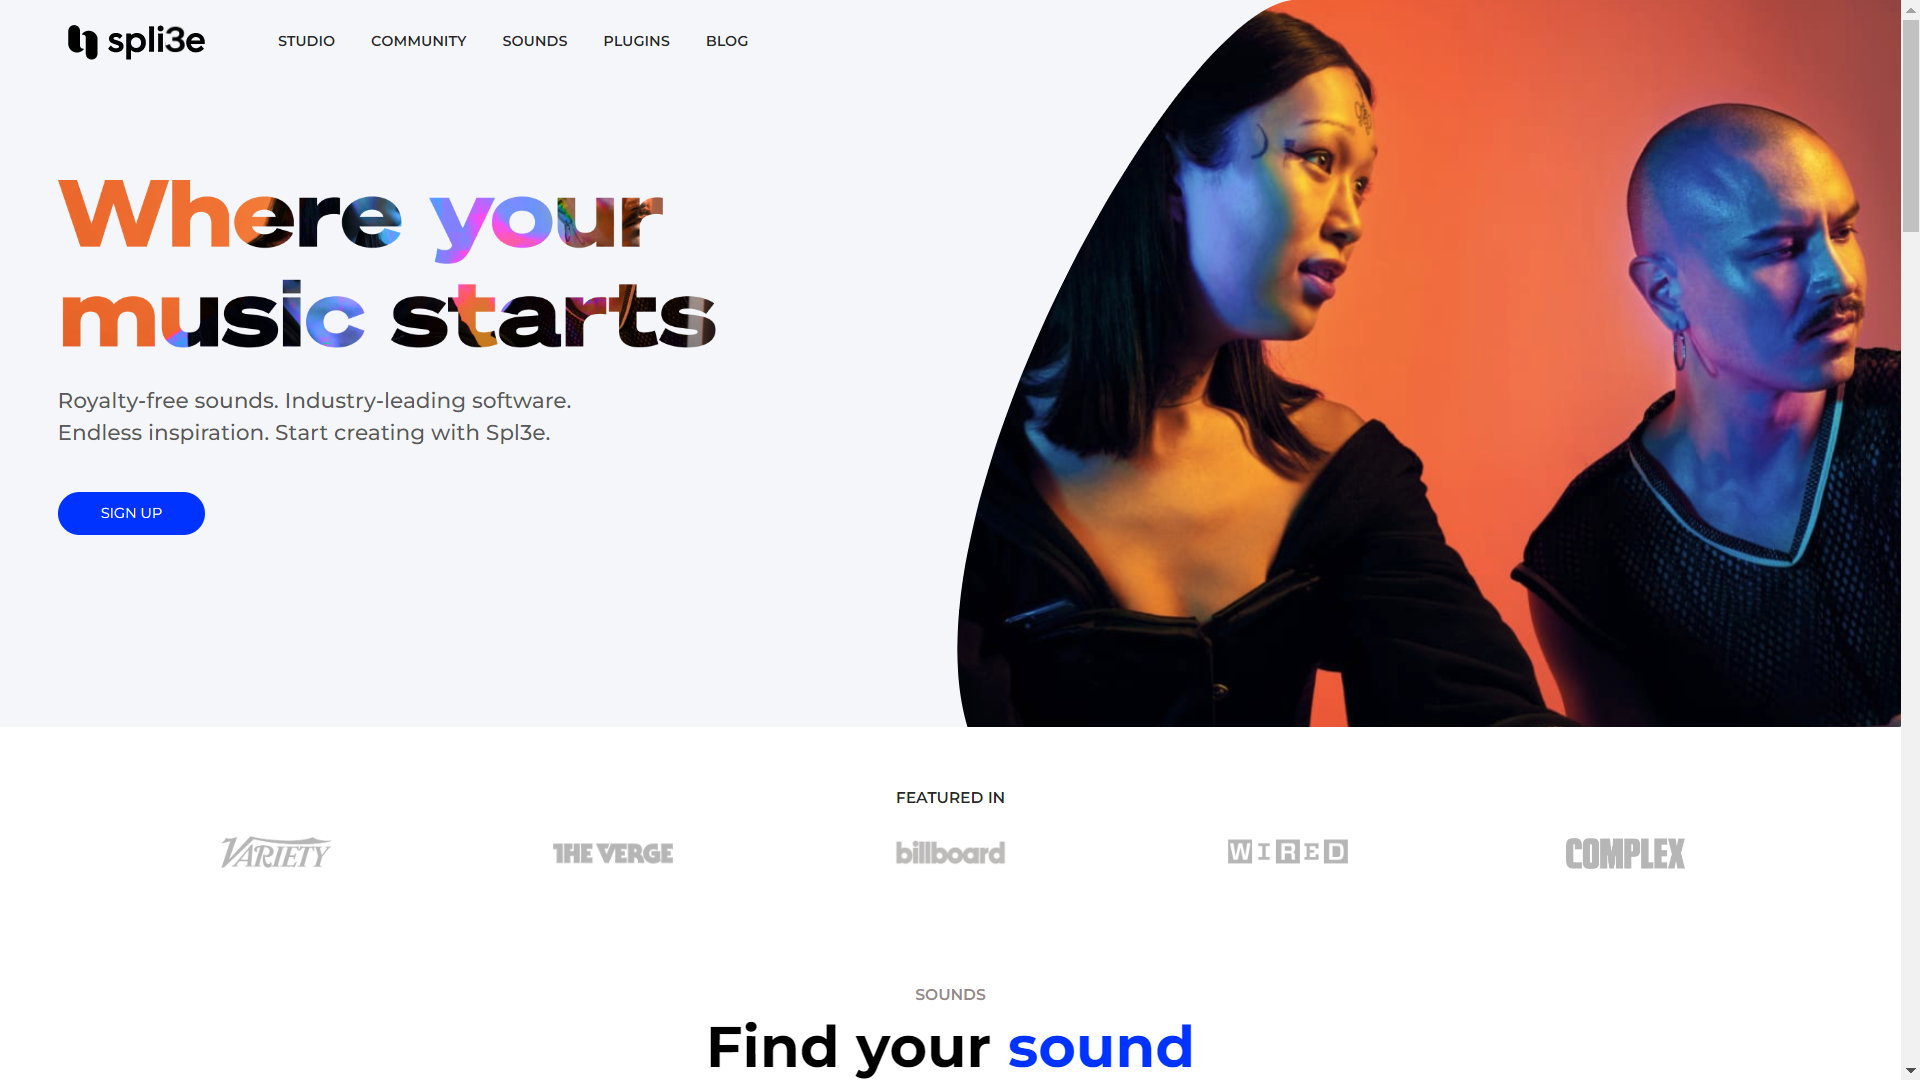 spli3e
STUDIO COMMUNITY SOUNDS PLUGINS BLOG
Where your
music starts
Royalty-free sounds. Industry-leading software.
Endless inspiration. Start creating with Spl3e.
SIGN UP
FEATURED IN
VARIETY THE VERGE billboard WIRED COMPLEX
SOUNDS
Find your sound